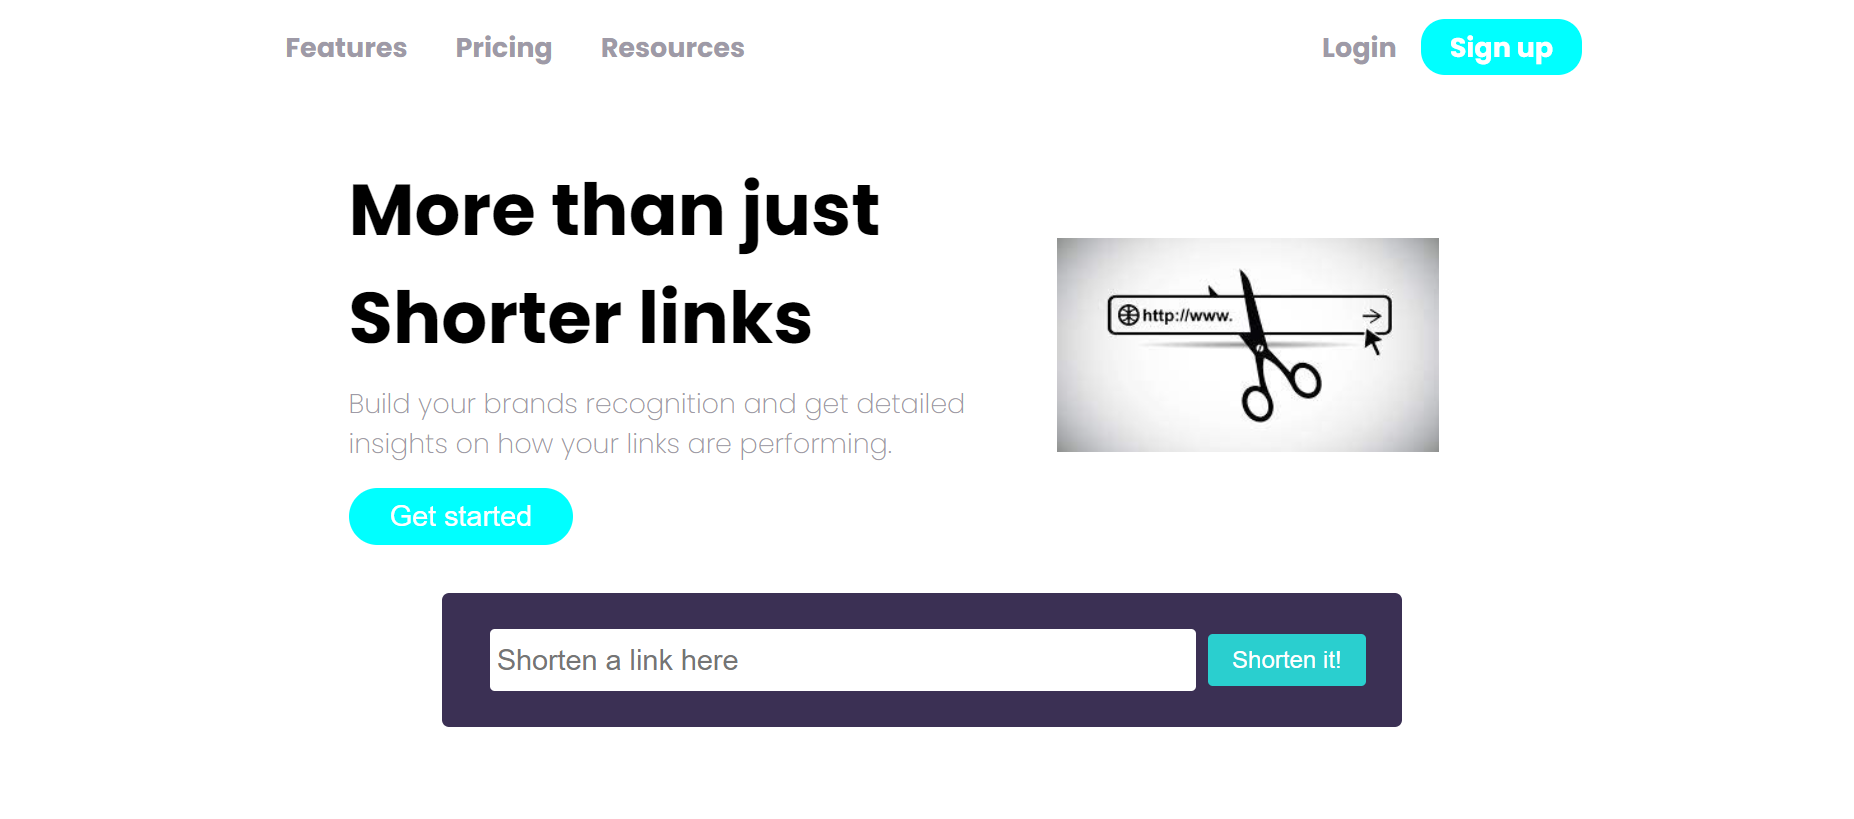 Features Pricing Resources Login Sign up
More than just
Shorter links
Build your brands recognition and get detailed
insights on how your links are performing.
http://www.
Get started
Shorten a link here Shorten it!